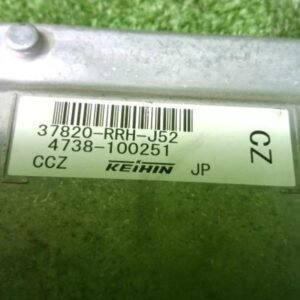 37820-RRH-J52
4738-100251
CCZ KEIHIN JP
CZ